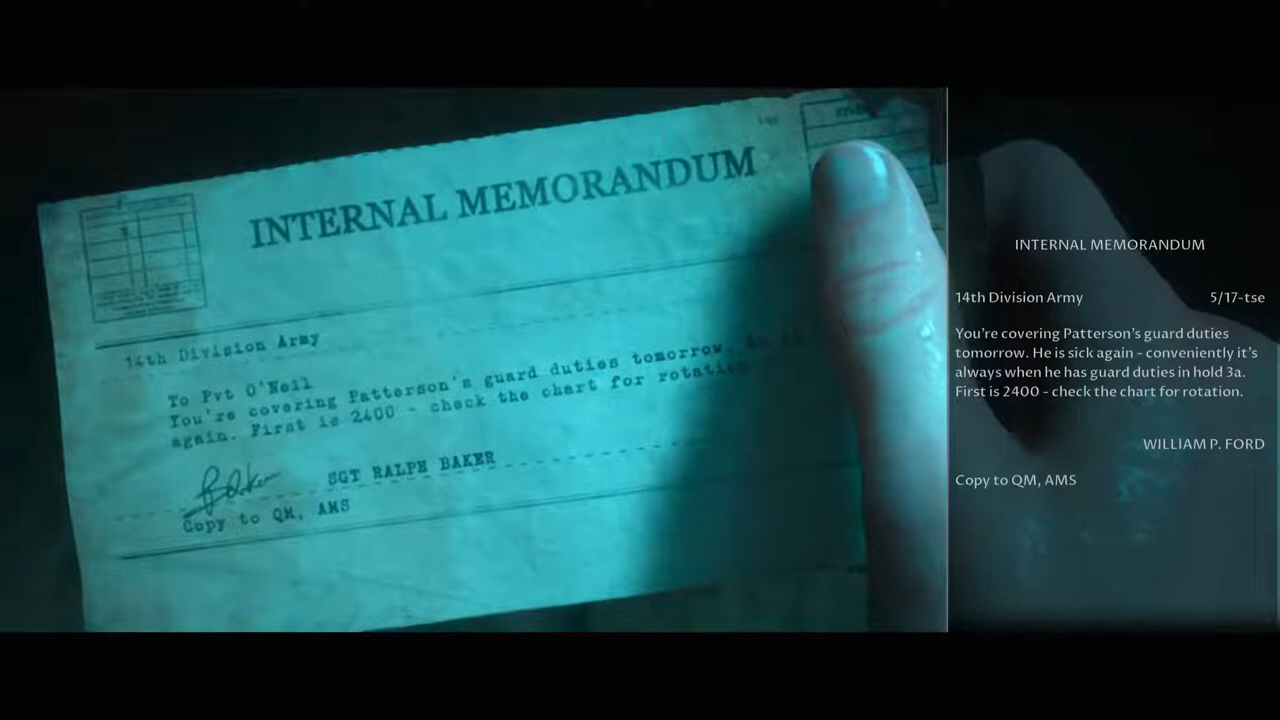 INTERNAL MEMORANDUM
14th Division Army
To Pvt O'Neil
You're covering Patterson's guard duties tomorrow.
again. First is 2400 - check the chart for
SGT RALPH BAKER
Copy to QM, AMS
INTERNAL MEMORANDUM
14th Division Army 5/17-tse
You're covering Patterson's guard duties
tomorrow. He is sick again - conveniently it's
always when he has guard duties in hold 3a.
First is 2400 - check the chart for rotation.
WILLIAM P. FORD
Copy to QM, AMS